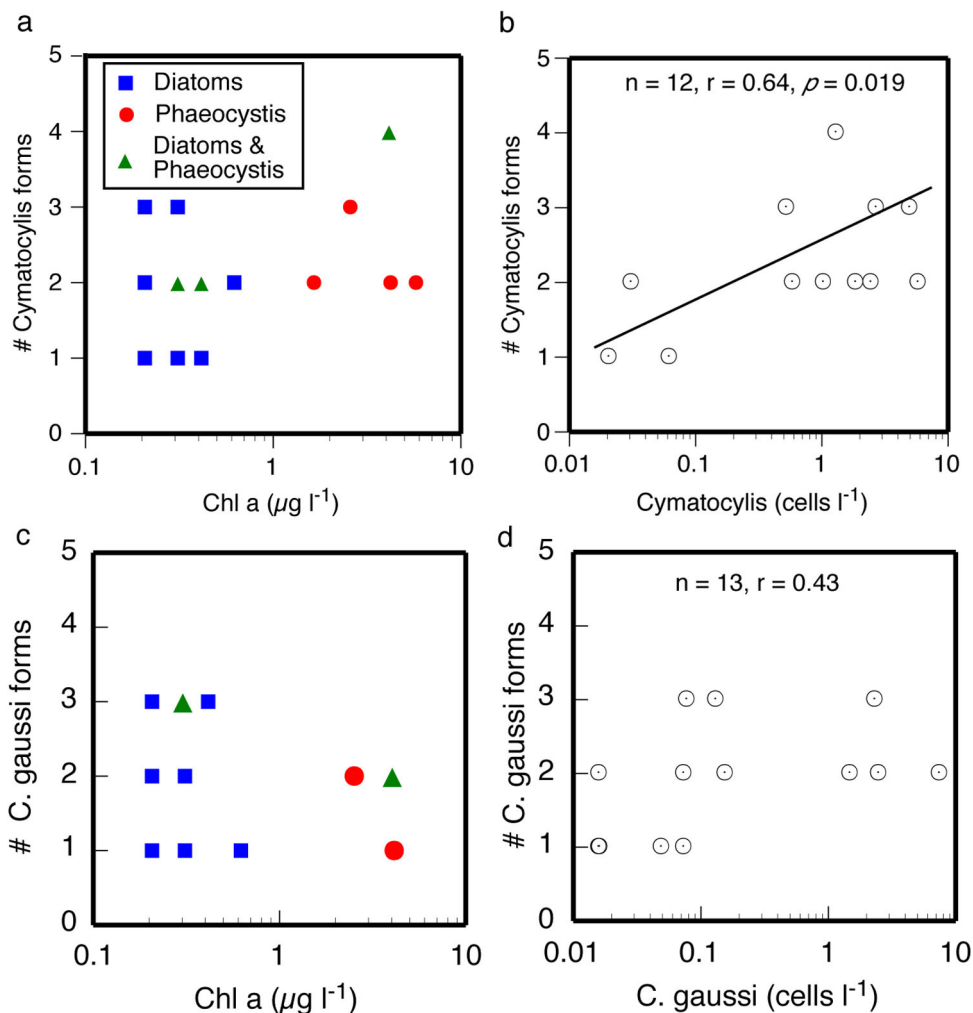 a
5
4
3
2
1
0
# Cymatocylis forms
Diatoms
Phaeocystis
Diatoms &
Phaeocystis
0.1 1 10
Chl a (µg l⁻¹)
b
n = 12, r = 0.64, p = 0.019
5
4
3
2
1
0
# Cymatocylis forms
0.01 0.1 1 10
Cymatocylis (cells l⁻¹)
c
5
4
3
2
1
0
# C. gaussi forms
0.1 1 10
Chl a (µg l⁻¹)
d
n = 13, r = 0.43
5
4
3
2
1
0
# C. gaussi forms
0.01 0.1 1 10
C. gaussi (cells l⁻¹)